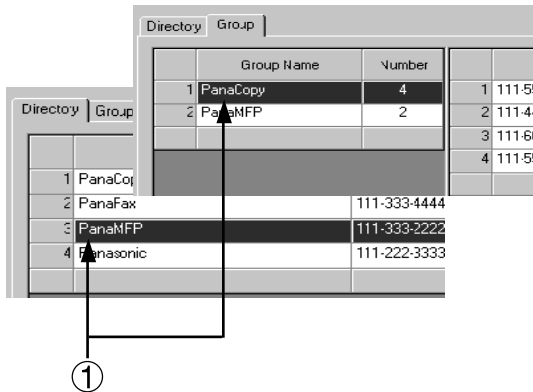 Directory Group
Group Name Number
1 PanaCopy 4
2 PanaMFP 2
1 111-5
2 111-4
3 111-6
4 111-5
Directory Group
1 PanaCop
2 PanaFax 111-333-4444
3 PanaMFP 111-333-2222
4 Panasonic 111-222-3333
1